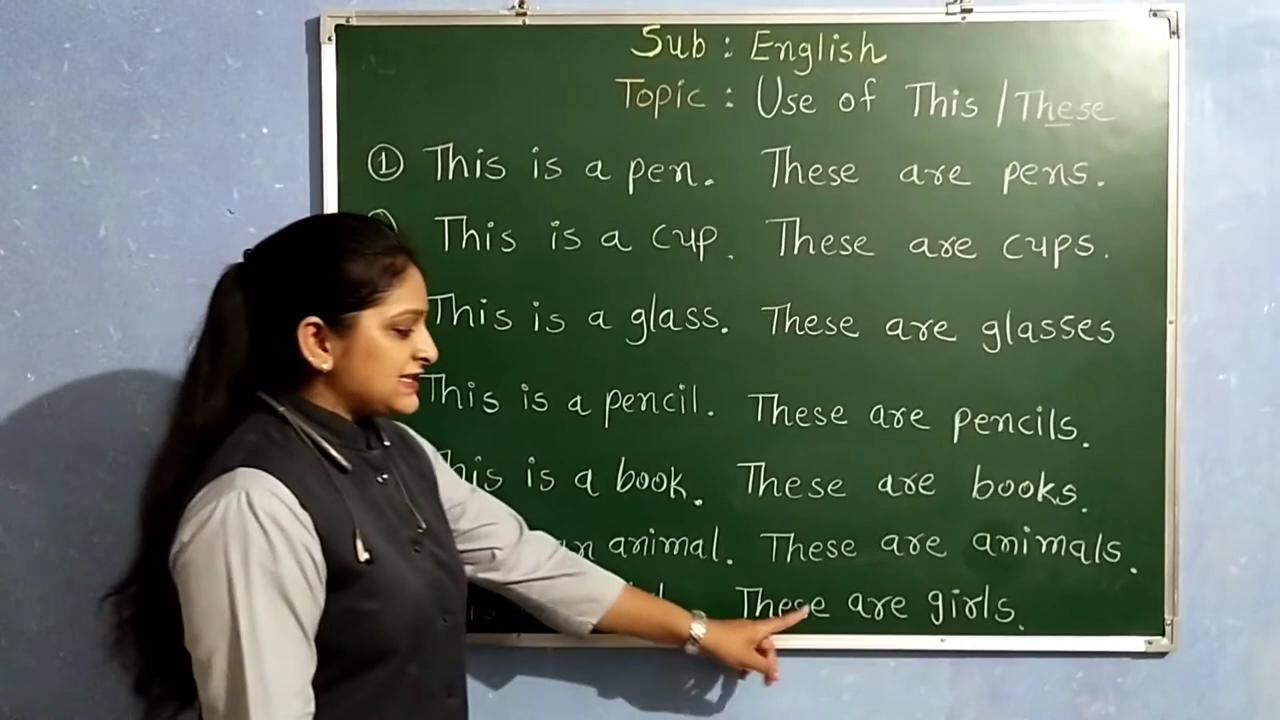 Sub : English
Topic : Use of This / These
① This is a pen. These are pens.
This is a cup. These are cups.
This is a glass. These are glasses
This is a pencil. These are pencils.
is a book. These are books.
an animal. These are animals.
These are girls.